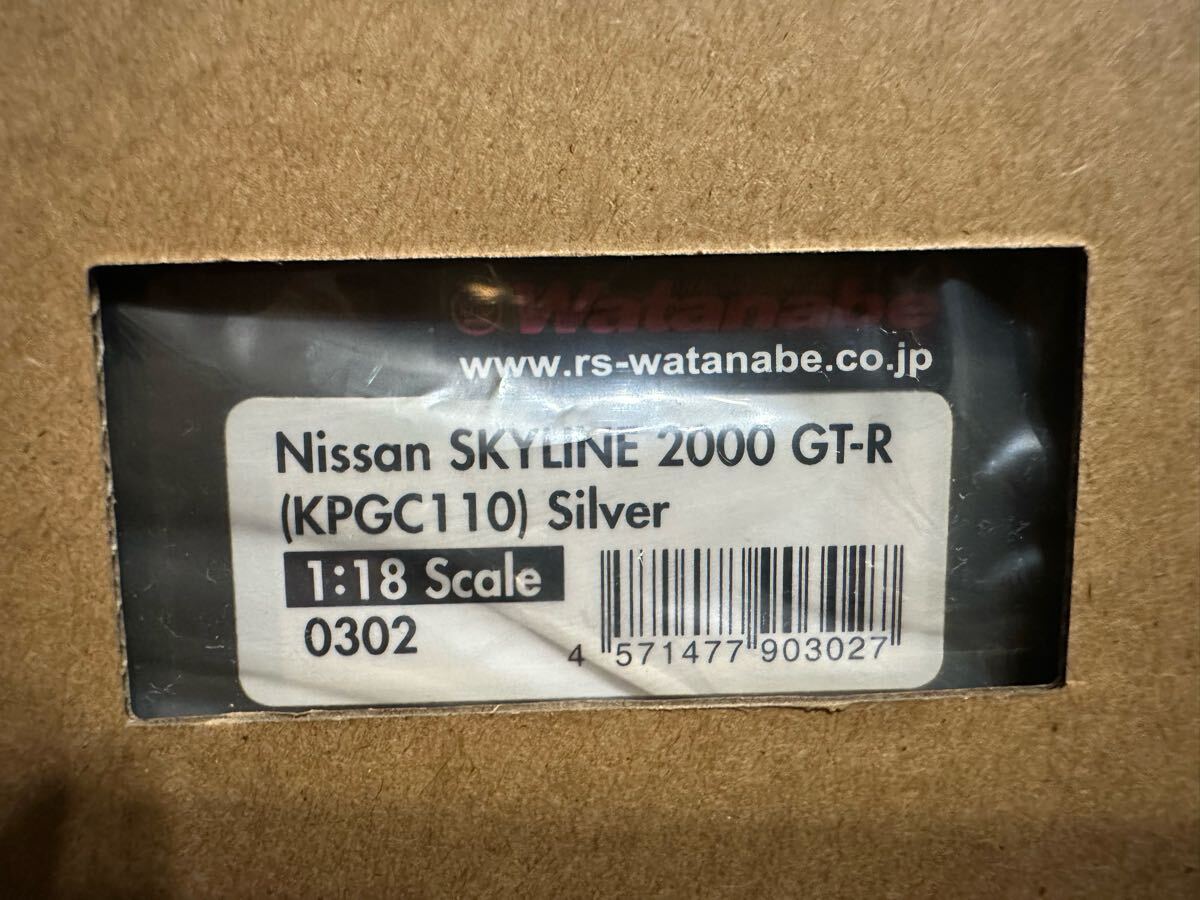 Watanabe
www.rs-watanabe.co.jp
Nissan SKYLINE 2000 GT-R
(KPGC110) Silver
1:18 Scale
0302
4 571477 903027